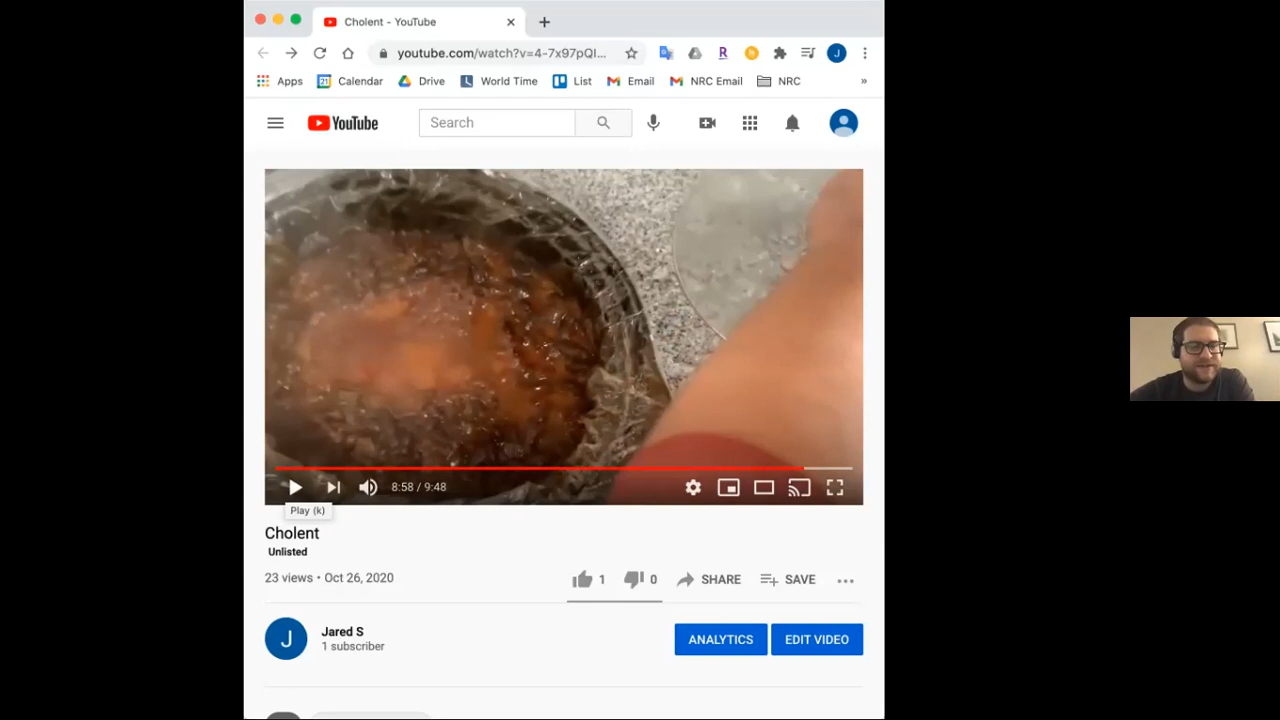 Cholent - YouTube
youtube.com/watch?v=4-7x97pQI...
Apps 21 Calendar Drive World Time List Email NRC Email NRC »
YouTube Search
8:58 / 9:48
Play (k)
Cholent
Unlisted
23 views • Oct 26, 2020 1 0 SHARE SAVE
J Jared S
1 subscriber
ANALYTICS EDIT VIDEO